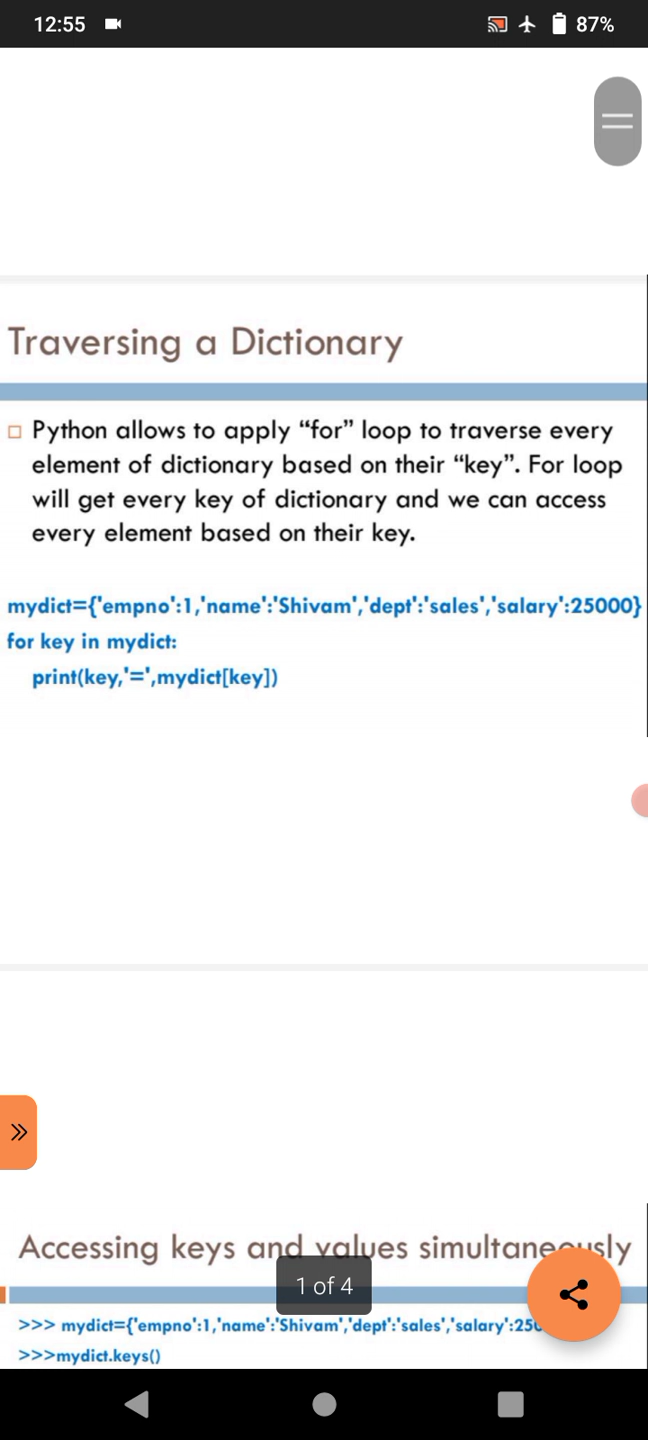 12:55
87%
Traversing a Dictionary
Python allows to apply “for” loop to traverse every
element of dictionary based on their “key”. For loop
will get every key of dictionary and we can access
every element based on their key.
mydict={'empno':1,'name':'Shivam','dept':'sales','salary':25000}
for key in mydict:
print(key,'=',mydict[key])
Accessing keys and values simultaneously
1 of 4
>>> mydict={'empno':1,'name':'Shivam','dept':'sales','salary':250
>>>mydict.keys()